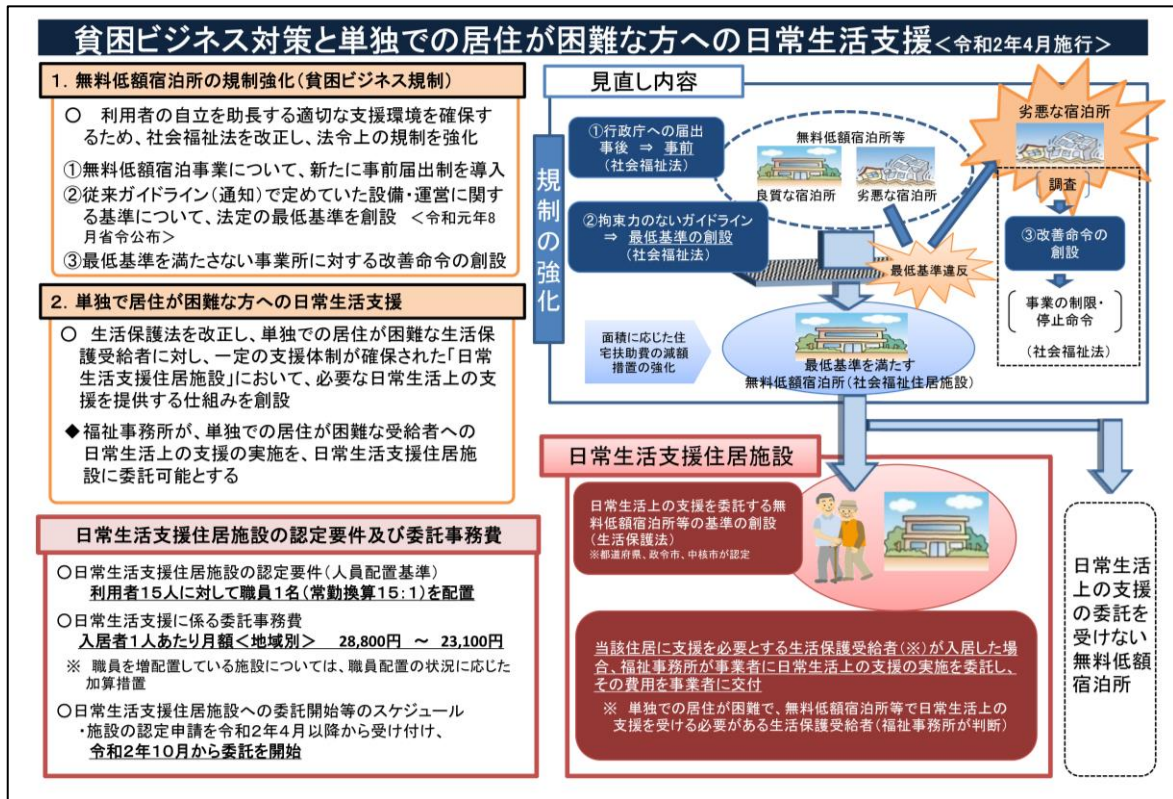 貧困ビジネス対策と単独での居住が困難な方への日常生活支援<令和2年4月施行>
1．無料低額宿泊所の規制強化(貧困ビジネス規制)
○　利用者の自立を助長する適切な支援環境を確保す
るため、社会福祉法を改正し、法令上の規制を強化
①無料低額宿泊事業について、新たに事前届出制を導入
②従来ガイドライン(通知)で定めていた設備・運営に関す
る基準について、法定の最低基準を創設　<令和元年8
月省令公布>
③最低基準を満たさない事業所に対する改善命令の創設
2．単独で居住が困難な方への日常生活支援
○　生活保護法を改正し、単独での居住が困難な生活保
護受給者に対し、一定の支援体制が確保された「日常
生活支援住居施設」において、必要な日常生活上の支
援を提供する仕組みを創設
◆福祉事務所が、単独での居住が困難な受給者への
日常生活上の支援の実施を、日常生活支援住居施
設に委託可能とする
日常生活支援住居施設の認定要件及び委託事務費
○日常生活支援住居施設の認定要件(人員配置基準)
利用者15人に対して職員1名(常勤換算15:1)を配置
○日常生活支援に係る委託事務費
入居者1人あたり月額<地域別>　28,800円　～　23,100円
※　職員を増配置している施設については、職員配置の状況に応じた
加算措置
○日常生活支援住居施設への委託開始等のスケジュール
・施設の認定申請を令和2年4月以降から受け付け、
令和2年10月から委託を開始
見直し内容
規制の強化
①行政庁への届出
事後　⇒　事前
(社会福祉法)
②拘束力のないガイドライン
⇒　最低基準の創設
(社会福祉法)
無料低額宿泊所等
良質な宿泊所
劣悪な宿泊所
最低基準違反
劣悪な宿泊所
調査
③改善命令の
創設
事業の制限・
停止命令
(社会福祉法)
面積に応じた住
宅扶助費の減額
措置の強化
最低基準を満たす
無料低額宿泊所(社会福祉住居施設)
日常生活支援住居施設
日常生活上の支援を委託する無
料低額宿泊所等の基準の創設
(生活保護法)
※都道府県、政令市、中核市が認定
当該住居に支援を必要とする生活保護受給者(※)が入居した場
合、福祉事務所が事業者に日常生活上の支援の実施を委託し、
その費用を事業者に交付
※　単独での居住が困難で、無料低額宿泊所等で日常生活上の
支援を受ける必要がある生活保護受給者(福祉事務所が判断)
日常生活
上の支援
の委託を
受けない
無料低額
宿泊所